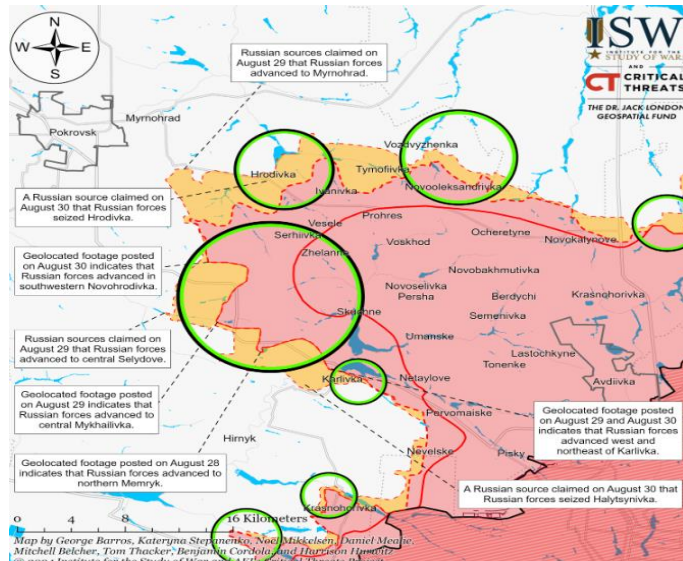 N
W E
S
Russian sources claimed on
August 29 that Russian forces
advanced to Myrnohrad.
ISW
INSTITUTE FOR THE
STUDY OF WAR
AND
CT CRITICAL
THREATS
THE DR. JACK LONDON
GEOSPATIAL FUND
Myrnohrad
Pokrovsk
Vozdvyzhenka
Hrodivka
Tymofiivka
Ivanivka
Novooleksandrivka
A Russian source claimed on
August 30 that Russian forces
seized Hrodivka.
Prohres
Vesele
Serhiivka
Ocheretyne
Voskhod
Novokalynove
Zhelanne
Geolocated footage posted
on August 30 indicates that
Russian forces advanced in
southwestern Novohrodivka.
Novobakhmutivka
Novoselivka
Persha
Berdychi
Krasnohorivka
Semenivka
Skuchne
Russian sources claimed on
August 29 that Russian forces
advanced to central Selydove.
Umanske
Lastochkyne
Tonenke
Karlivka
Netaylove
Avdiivka
Geolocated footage posted
on August 29 indicates that
Russian forces advanced to
central Mykhailivka.
Pervomaiske
Geolocated footage posted
on August 29 and August 30
indicates that Russian forces
advanced west and
northeast of Karlivka.
Hirnyk
Nevelske
Pisky
Geolocated footage posted on August 28
indicates that Russian forces advanced to
northern Memryk.
A Russian source claimed on
August 30 that Russian forces
seized Halytsynivka.
Krasnohorivka
0 4 8 16 Kilometers
Map by George Barros, Kateryna Stepanenko, Noel Mikkelsen, Daniel Mealie,
Mitchell Belcher, Tom Thacker, Benjamin Cordola, and Harrison Hurwitz